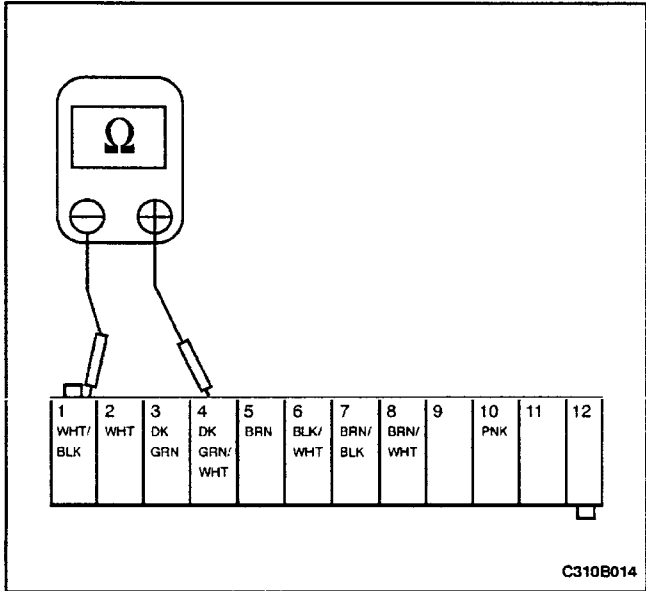 Ω
1 2 3 4 5 6 7 8 9 10 11 12
WHT/ WHT DK DK BRN BLK/ BRN/ BRN/ PNK
BLK GRN GRN/ WHT BLK WHT
WHT
C310B014